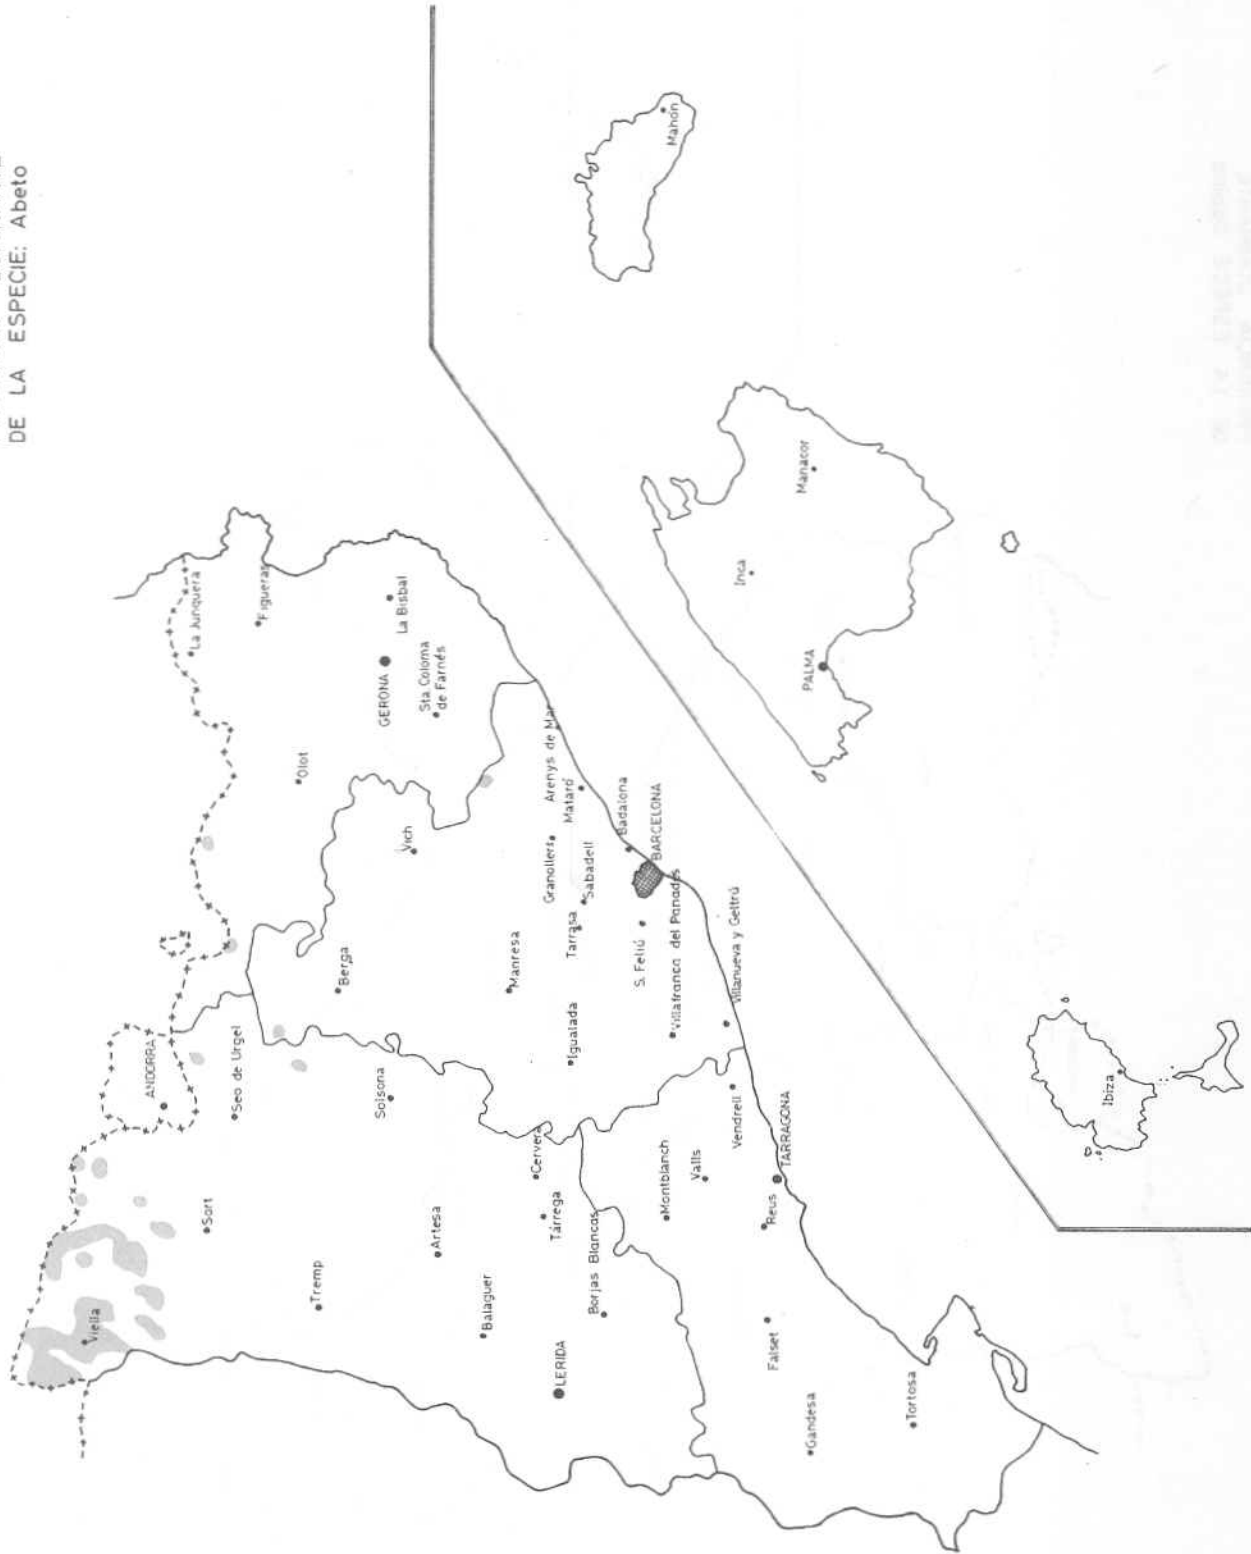 DE LA ESPECIE: Abeto
Viella
ANDORRA
Sort
Seo de Urgel
La Junquera
Figueras
Olot
Tremp
Berga
Solsona
GERONA
La Bisbal
Sta. Coloma
de Farnés
Vich
Artesa
Balaguer
Manresa
Cervera
Tárrega
LERIDA
Igualada
Granollers
Arenys de Mar
Mataró
Tarrasa
Sabadell
Borjas Blancas
Badalona
BARCELONA
S. Feliú
Villafranca del Panadés
Montblanch
Valls
Vendrell
Villanueva y Geltrú
Reus
TARRAGONA
Falset
Gandesa
Tortosa
Mahón
Inca
Manacor
PALMA
Ibiza